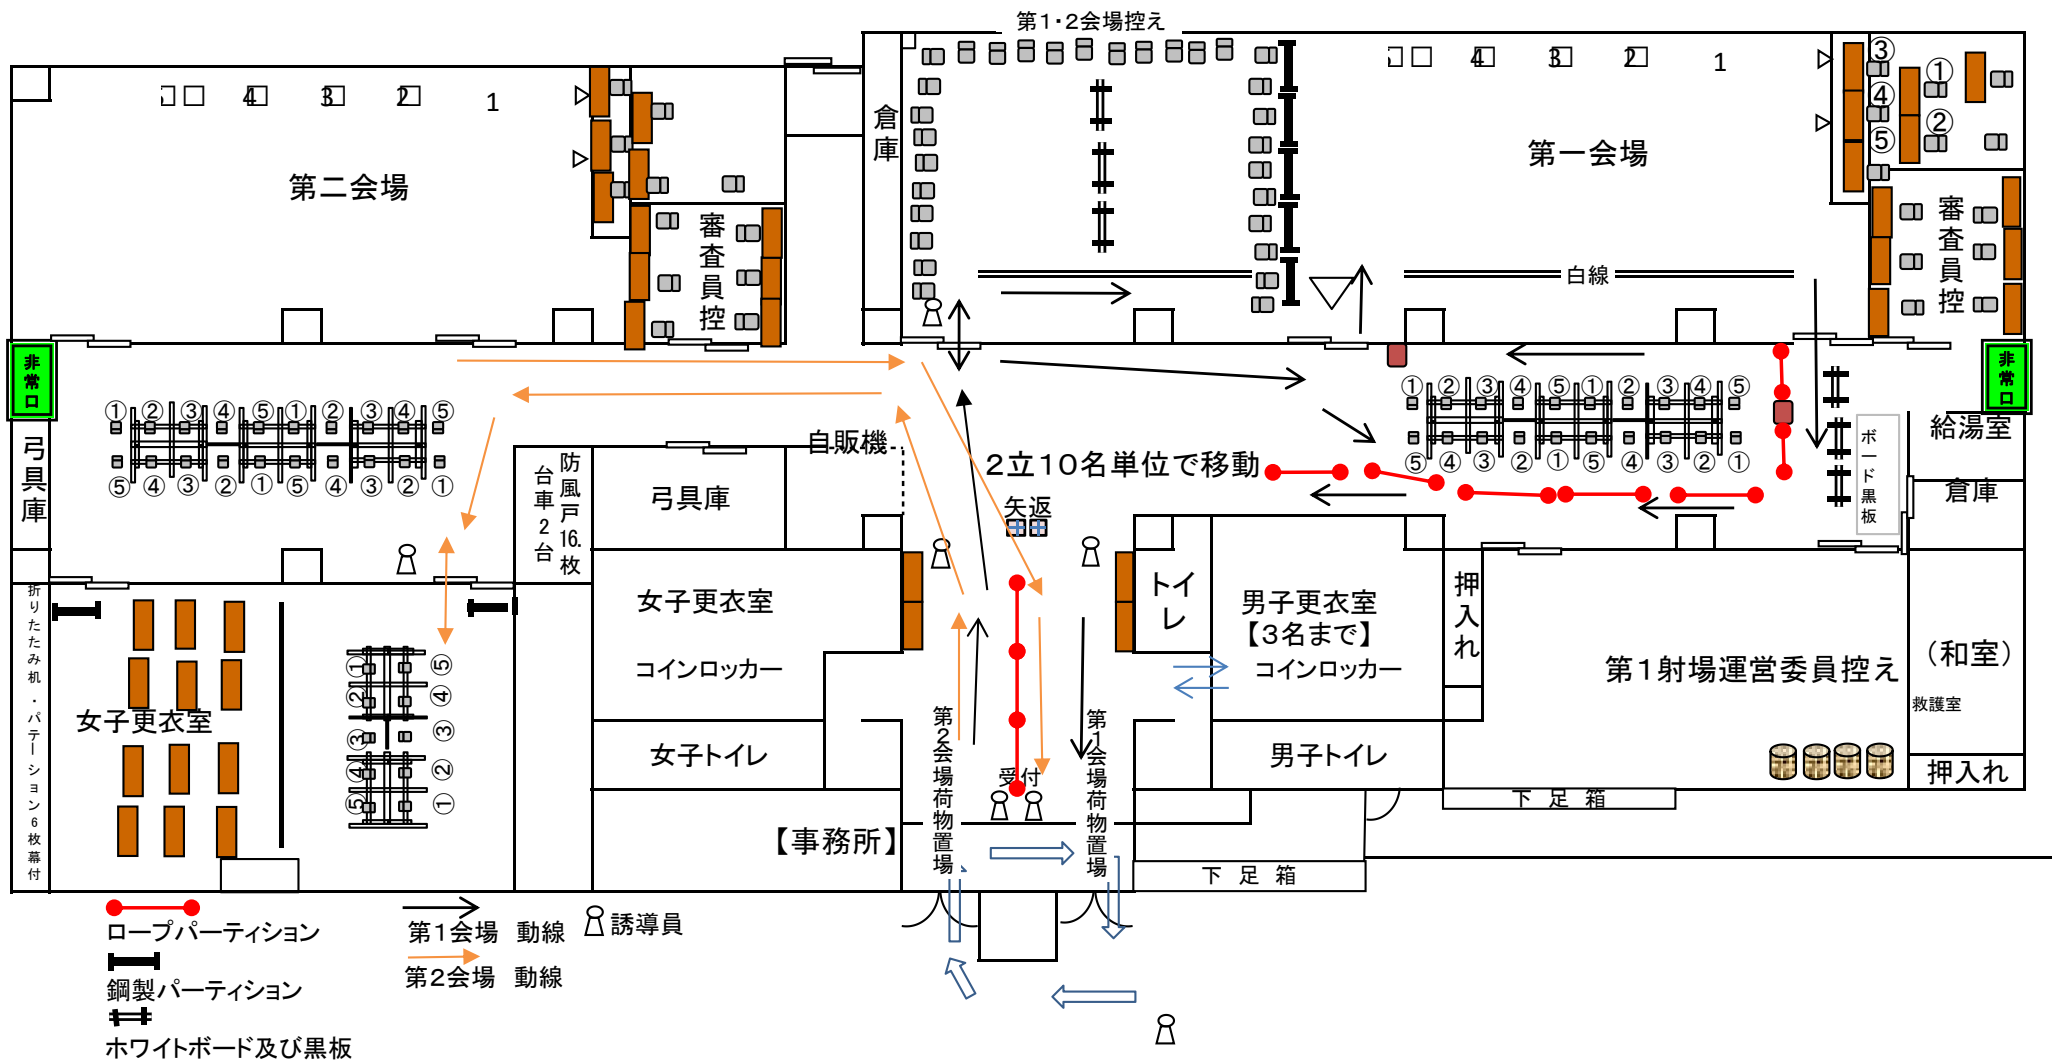 第1・2会場控え
5 4 3 2 1
4 3 2 1
③
④
⑤
①
②
倉庫
第二会場
第一会場
審査員控
審査員控
白線
非常口
非常口
①②③④⑤①②③④⑤
⑤④③②①⑤④③②①
①②③④⑤①②③④⑤
⑤④③②①⑤④③②①
弓具庫
自販機
2立10名単位で移動
矢返
ボード黒板
給湯室
倉庫
防風戸16.枚
台車2台
弓具庫
女子更衣室
コインロッカー
女子トイレ
トイレ
男子更衣室
【3名まで】
コインロッカー
男子トイレ
押入れ
第1射場運営委員控え
（和室）
救護室
押入れ
折りたたみ机・パテーション6枚幕付
女子更衣室
①②③④⑤
⑤④③②①
第2会場荷物置場
受付
第1会場荷物置場
【事務所】
下足箱
下足箱
ロープパーティション
鋼製パーティション
ホワイトボード及び黒板
第1会場 動線
第2会場 動線
誘導員